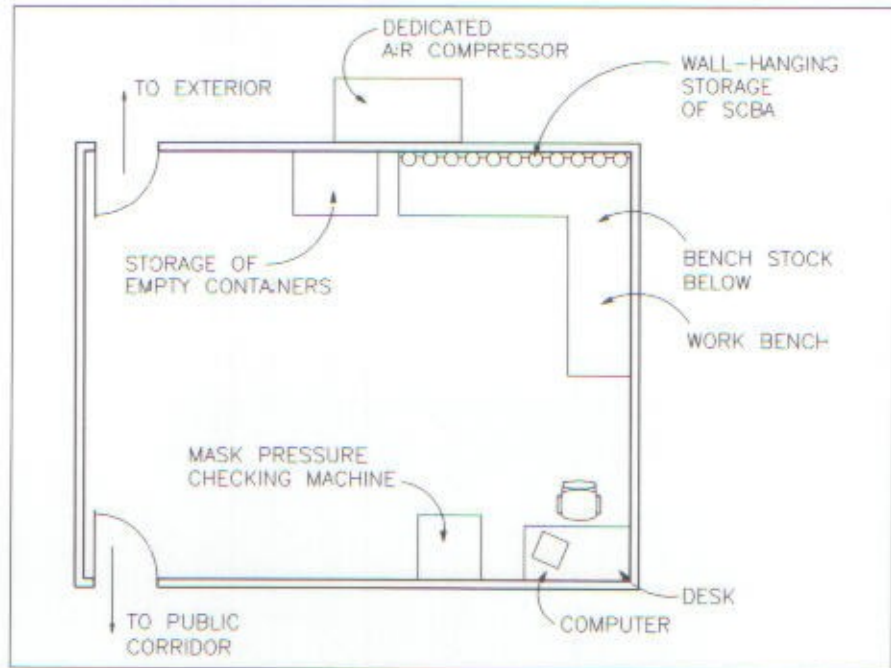 DEDICATED
AIR COMPRESSOR
WALL-HANGING
STORAGE
OF SCBA
TO EXTERIOR
STORAGE OF
EMPTY CONTAINERS
BENCH STOCK
BELOW
WORK BENCH
MASK PRESSURE
CHECKING MACHINE
DESK
COMPUTER
TO PUBLIC
CORRIDOR